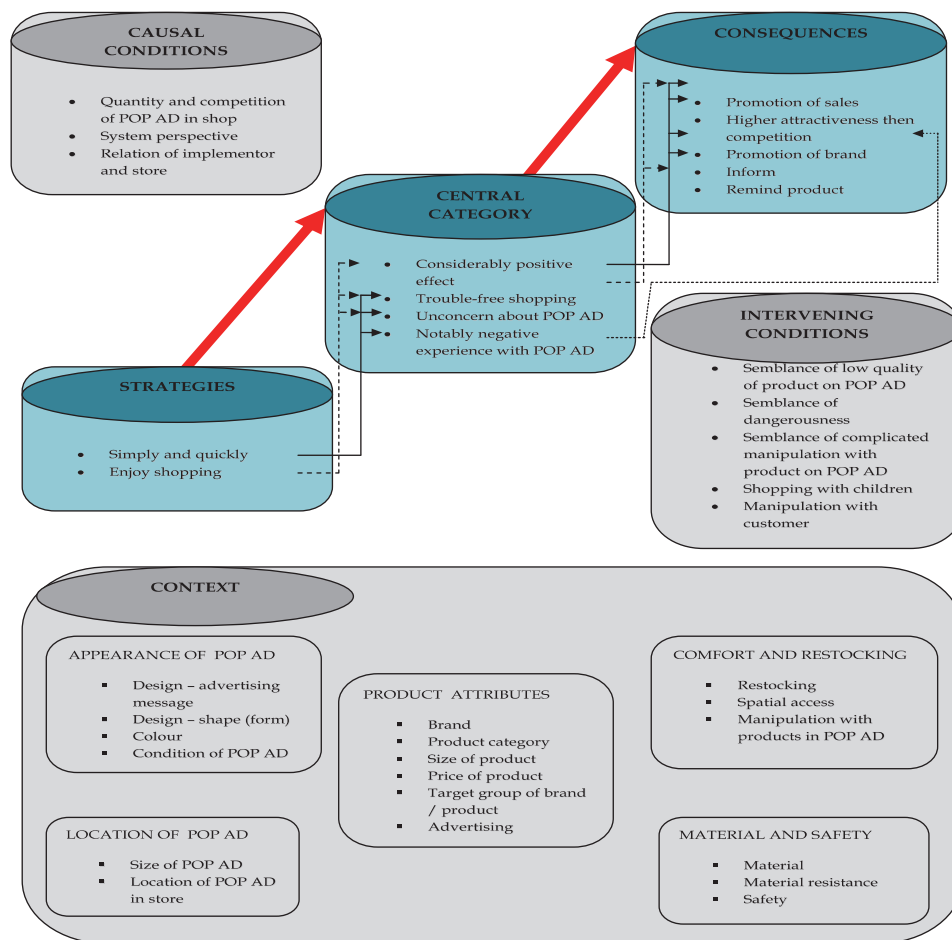 CAUSAL
CONDITIONS
• Quantity and competition
of POP AD in shop
• System perspective
• Relation of implementor
and store
CONSEQUENCES
• Promotion of sales
• Higher attractiveness then
competition
• Promotion of brand
• Inform
• Remind product
CENTRAL
CATEGORY
• Considerably positive
effect
• Trouble-free shopping
• Unconcern about POP AD
• Notably negative
experience with POP AD
INTERVENING
CONDITIONS
• Semblance of low quality
of product on POP AD
• Semblance of
dangerousness
• Semblance of complicated
manipulation with
product on POP AD
• Shopping with children
• Manipulation with
customer
STRATEGIES
• Simply and quickly
• Enjoy shopping
CONTEXT
APPEARANCE OF POP AD
▪ Design – advertising
message
▪ Design – shape (form)
▪ Colour
▪ Condition of POP AD
LOCATION OF POP AD
▪ Size of POP AD
▪ Location of POP AD
in store
PRODUCT ATTRIBUTES
▪ Brand
▪ Product category
▪ Size of product
▪ Price of product
▪ Target group of brand
/ product
▪ Advertising
COMFORT AND RESTOCKING
▪ Restocking
▪ Spatial access
▪ Manipulation with
products in POP AD
MATERIAL AND SAFETY
▪ Material
▪ Material resistance
▪ Safety